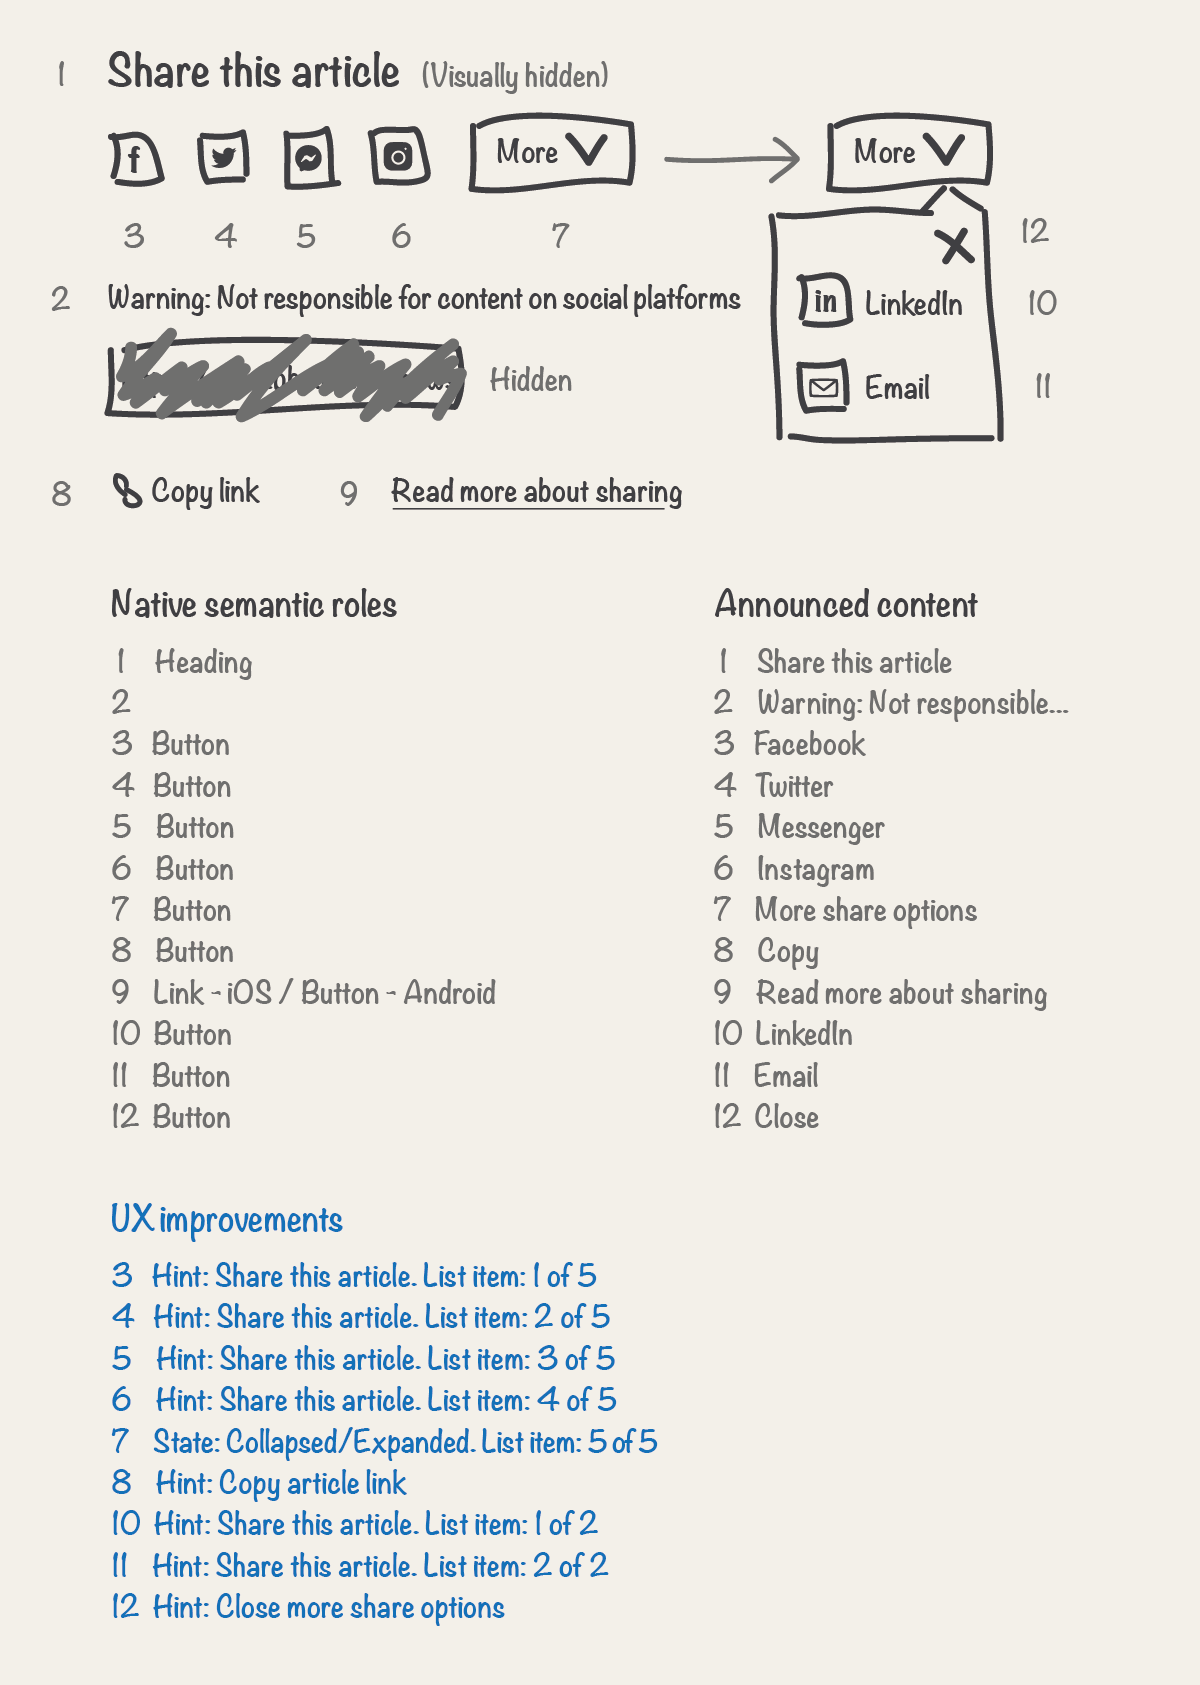 1 Share this article (Visually hidden)
f More More
3 4 5 6 7 12
2 Warning: Not responsible for content on social platforms
in LinkedIn 10
Hidden
Email 11
8 Copy link 9 Read more about sharing
Native semantic roles
1 Heading
2
3 Button
4 Button
5 Button
6 Button
7 Button
8 Button
9 Link - iOS / Button - Android
10 Button
11 Button
12 Button
Announced content
1 Share this article
2 Warning: Not responsible...
3 Facebook
4 Twitter
5 Messenger
6 Instagram
7 More share options
8 Copy
9 Read more about sharing
10 LinkedIn
11 Email
12 Close
UX improvements
3 Hint: Share this article. List item: 1 of 5
4 Hint: Share this article. List item: 2 of 5
5 Hint: Share this article. List item: 3 of 5
6 Hint: Share this article. List item: 4 of 5
7 State: Collapsed/Expanded. List item: 5 of 5
8 Hint: Copy article link
10 Hint: Share this article. List item: 1 of 2
11 Hint: Share this article. List item: 2 of 2
12 Hint: Close more share options